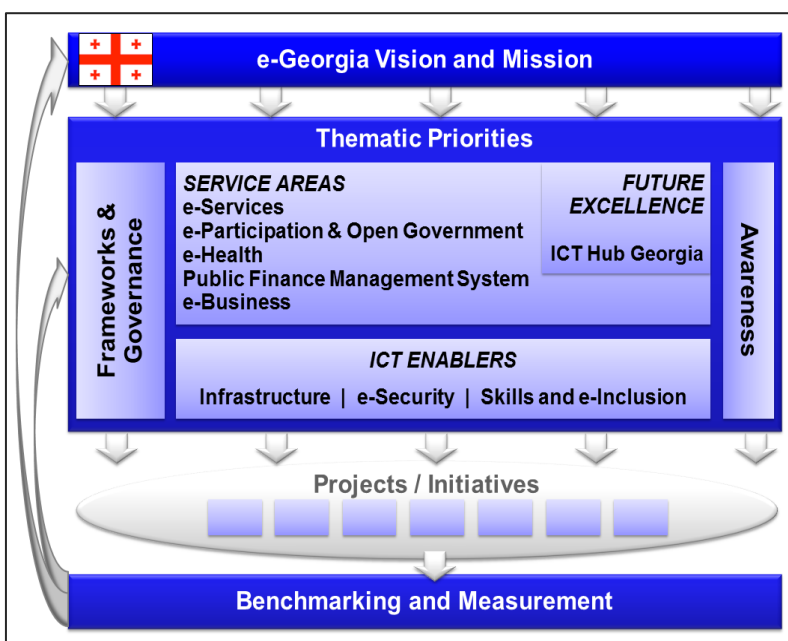 e-Georgia Vision and Mission
Thematic Priorities
Frameworks &
Governance
SERVICE AREAS
e-Services
e-Participation & Open Government
e-Health
Public Finance Management System
e-Business
FUTURE
EXCELLENCE
ICT Hub Georgia
Awareness
ICT ENABLERS
Infrastructure | e-Security | Skills and e-Inclusion
Projects / Initiatives
Benchmarking and Measurement